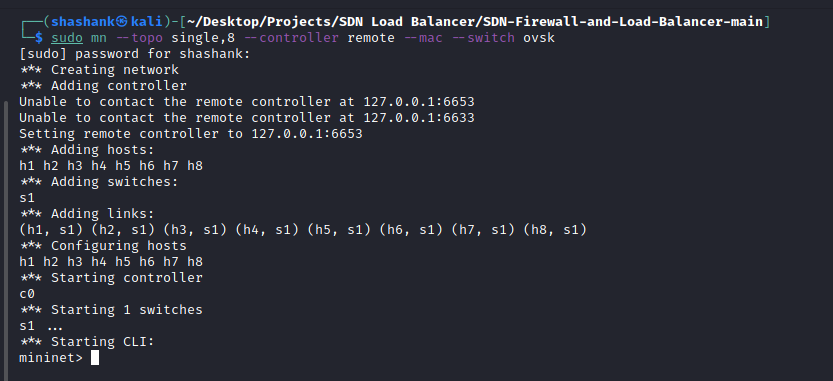 ┌──(shashank㉿kali)-[~/Desktop/Projects/SDN Load Balancer/SDN-Firewall-and-Load-Balancer-main]
└─$ sudo mn --topo single,8 --controller remote --mac --switch ovsk
[sudo] password for shashank:
*** Creating network
*** Adding controller
Unable to contact the remote controller at 127.0.0.1:6653
Unable to contact the remote controller at 127.0.0.1:6633
Setting remote controller to 127.0.0.1:6653
*** Adding hosts:
h1 h2 h3 h4 h5 h6 h7 h8
*** Adding switches:
s1
*** Adding links:
(h1, s1) (h2, s1) (h3, s1) (h4, s1) (h5, s1) (h6, s1) (h7, s1) (h8, s1)
*** Configuring hosts
h1 h2 h3 h4 h5 h6 h7 h8
*** Starting controller
c0
*** Starting 1 switches
s1 ...
*** Starting CLI:
mininet>